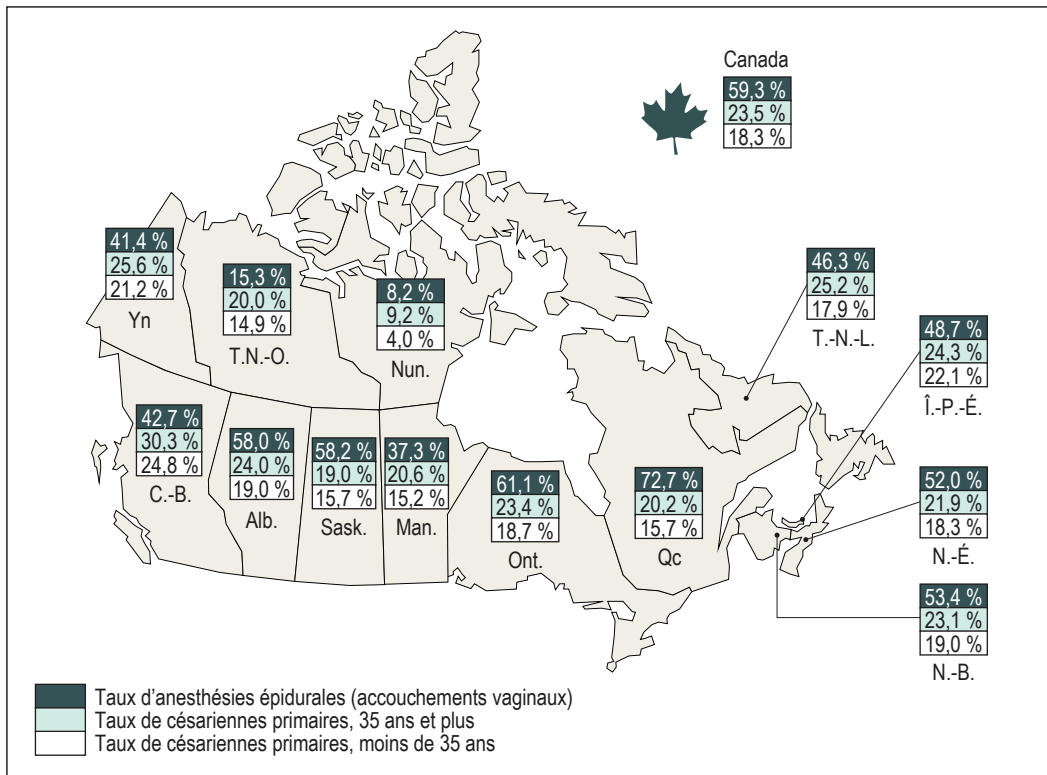 Canada
59,3 %
23,5 %
18,3 %
41,4 %
25,6 %
21,2 %
Yn
15,3 %
20,0 %
14,9 %
T.N.-O.
8,2 %
9,2 %
4,0 %
Nun.
46,3 %
25,2 %
17,9 %
T.-N.-L.
48,7 %
24,3 %
22,1 %
Î.-P.-É.
42,7 %
30,3 %
24,8 %
C.-B.
58,0 %
24,0 %
19,0 %
Alb.
58,2 %
19,0 %
15,7 %
Sask.
37,3 %
20,6 %
15,2 %
Man.
61,1 %
23,4 %
18,7 %
Ont.
72,7 %
20,2 %
15,7 %
Qc
52,0 %
21,9 %
18,3 %
N.-É.
53,4 %
23,1 %
19,0 %
N.-B.
Taux d'anesthésies épidurales (accouchements vaginaux)
Taux de césariennes primaires, 35 ans et plus
Taux de césariennes primaires, moins de 35 ans